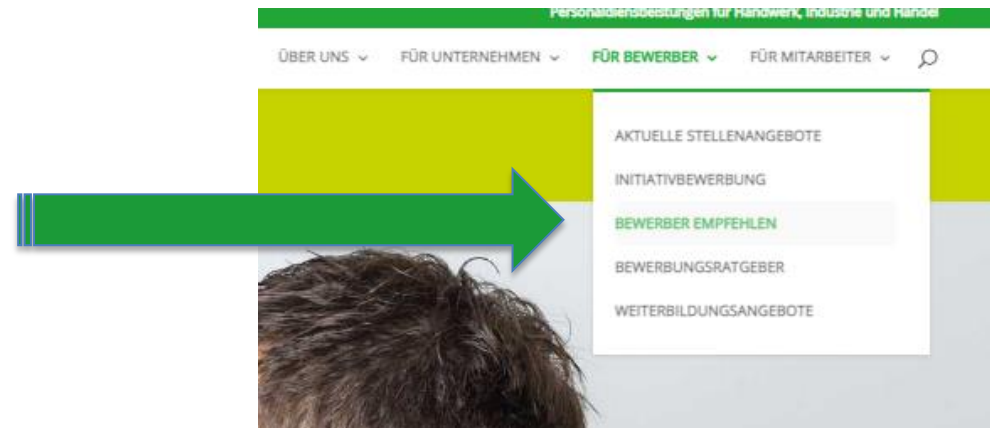 Personaldienstleistungen für Handwerk, Industrie und Handel
ÜBER UNS FÜR UNTERNEHMEN FÜR BEWERBER FÜR MITARBEITER
AKTUELLE STELLENANGEBOTE
INITIATIVBEWERBUNG
BEWERBER EMPFEHLEN
BEWERBUNGSRATGEBER
WEITERBILDUNGSANGEBOTE